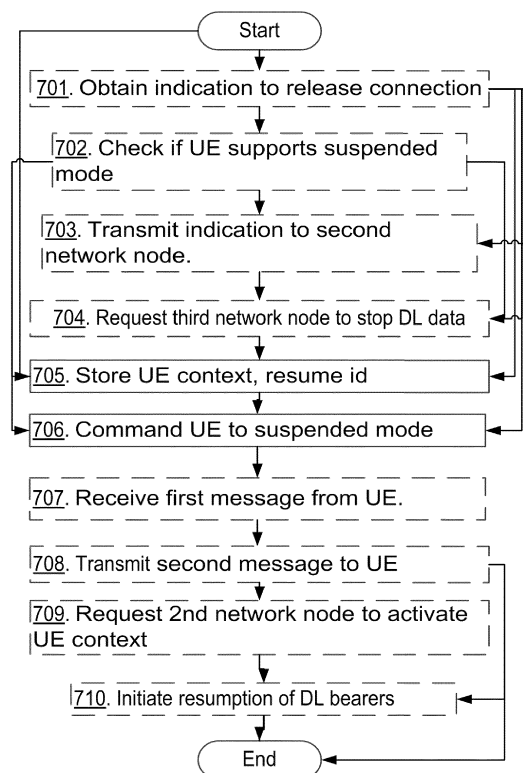 Start
701. Obtain indication to release connection
702. Check if UE supports suspended
mode
703. Transmit indication to second
network node.
704. Request third network node to stop DL data
705. Store UE context, resume id
706. Command UE to suspended mode
707. Receive first message from UE.
708. Transmit second message to UE
709. Request 2nd network node to activate
UE context
710. Initiate resumption of DL bearers
End